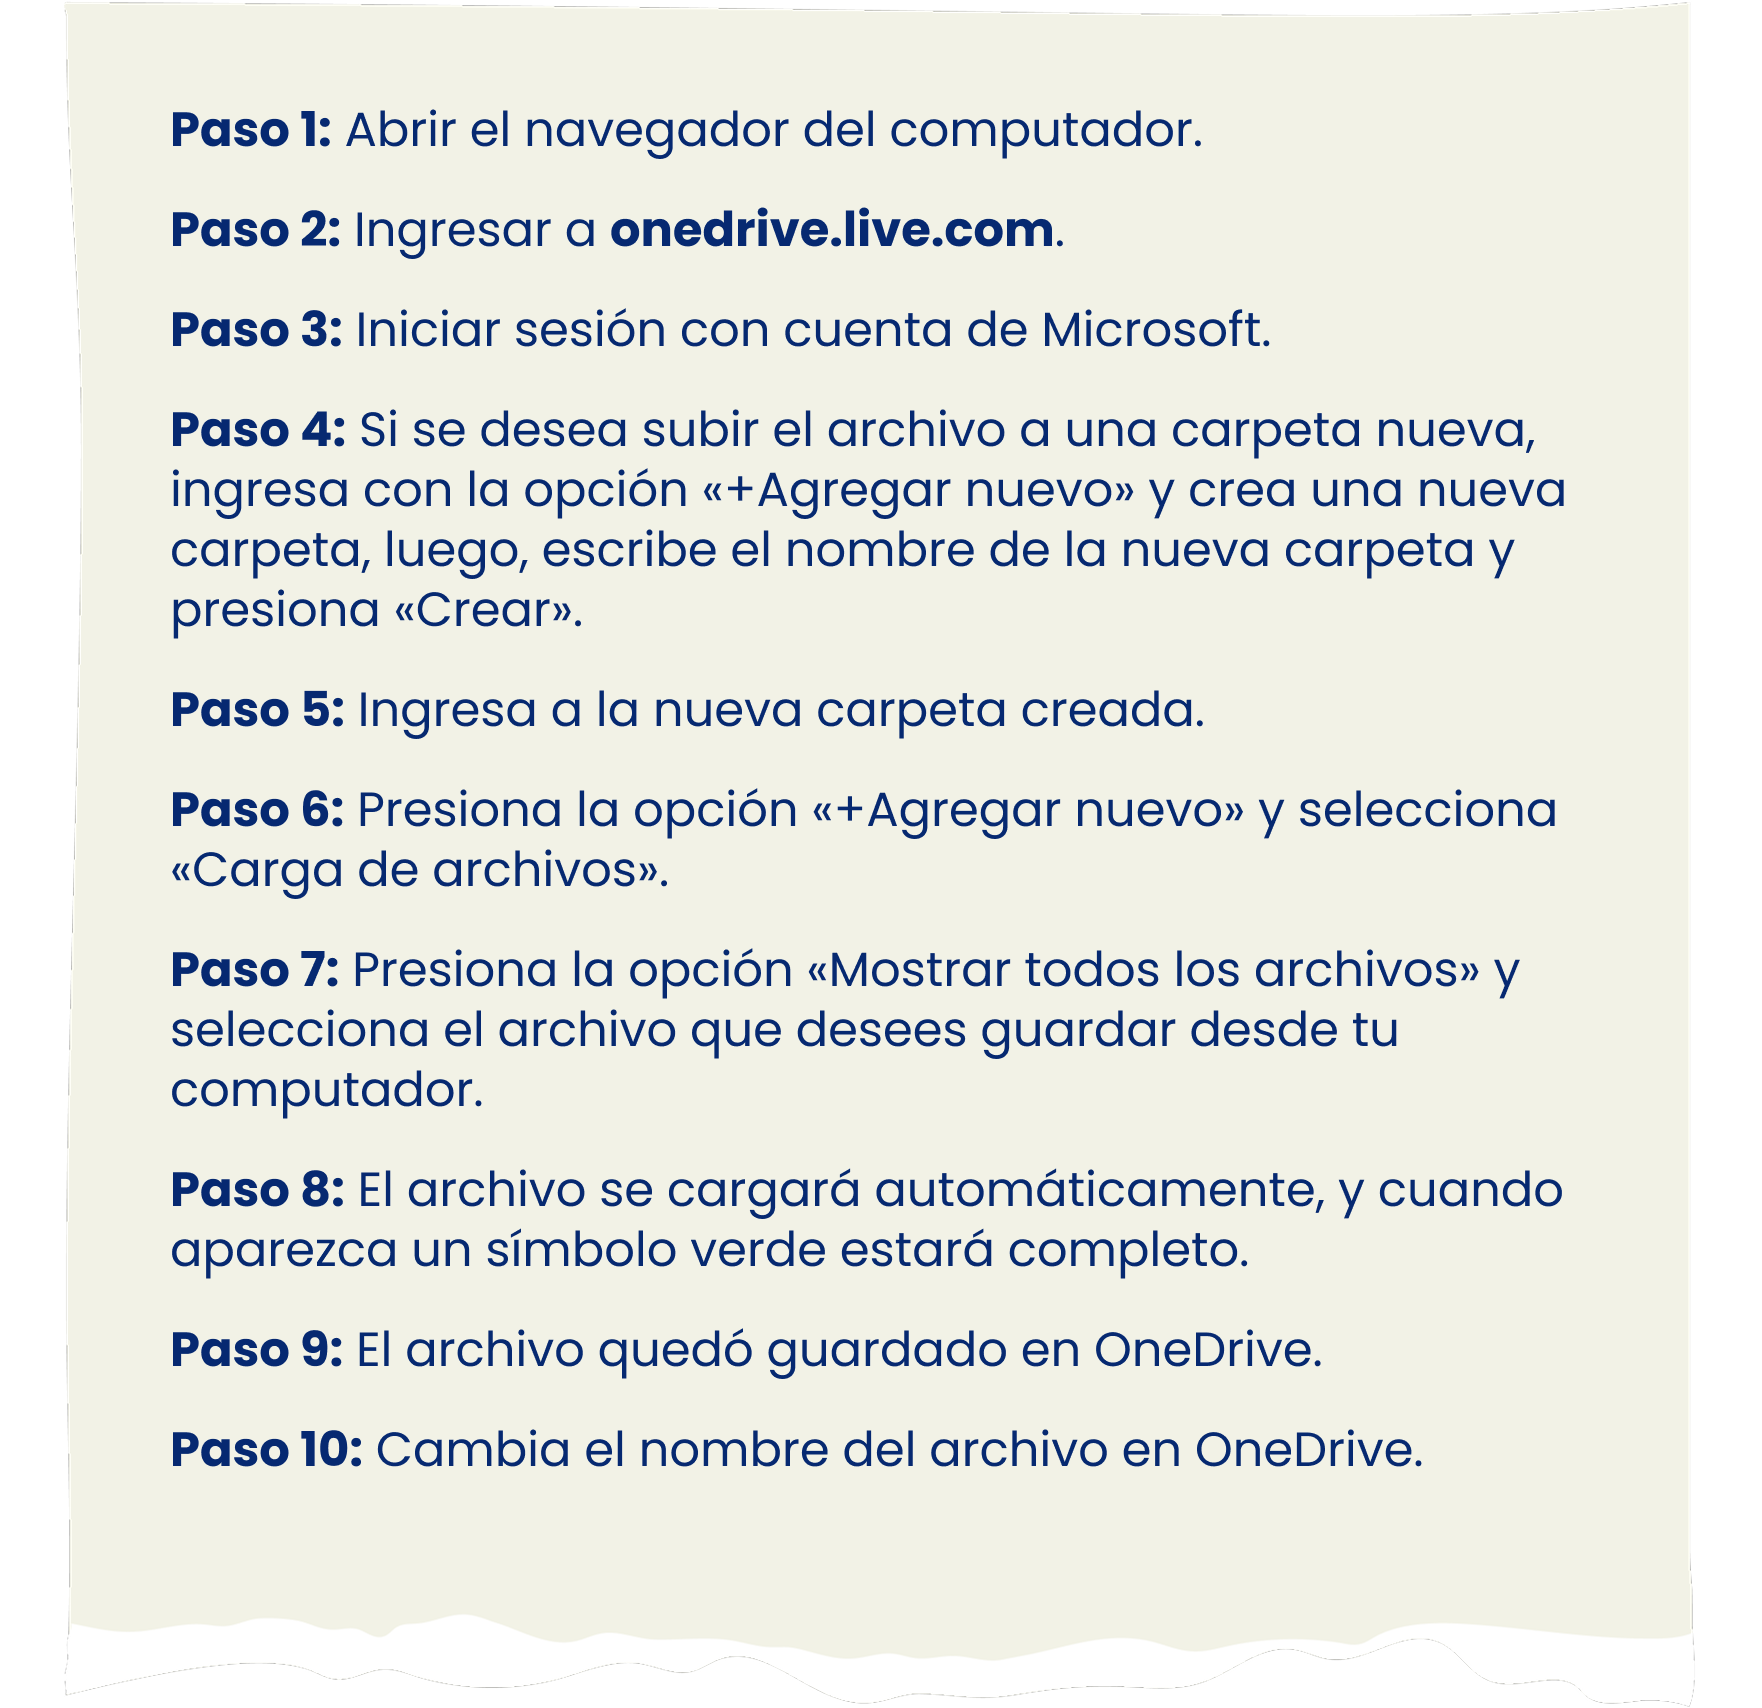 Paso 1: Abrir el navegador del computador.
Paso 2: Ingresar a onedrive.live.com.
Paso 3: Iniciar sesión con cuenta de Microsoft.
Paso 4: Si se desea subir el archivo a una carpeta nueva,
ingresa con la opción «+Agregar nuevo» y crea una nueva
carpeta, luego, escribe el nombre de la nueva carpeta y
presiona «Crear».
Paso 5: Ingresa a la nueva carpeta creada.
Paso 6: Presiona la opción «+Agregar nuevo» y selecciona
«Carga de archivos».
Paso 7: Presiona la opción «Mostrar todos los archivos» y
selecciona el archivo que desees guardar desde tu
computador.
Paso 8: El archivo se cargará automáticamente, y cuando
aparezca un símbolo verde estará completo.
Paso 9: El archivo quedó guardado en OneDrive.
Paso 10: Cambia el nombre del archivo en OneDrive.